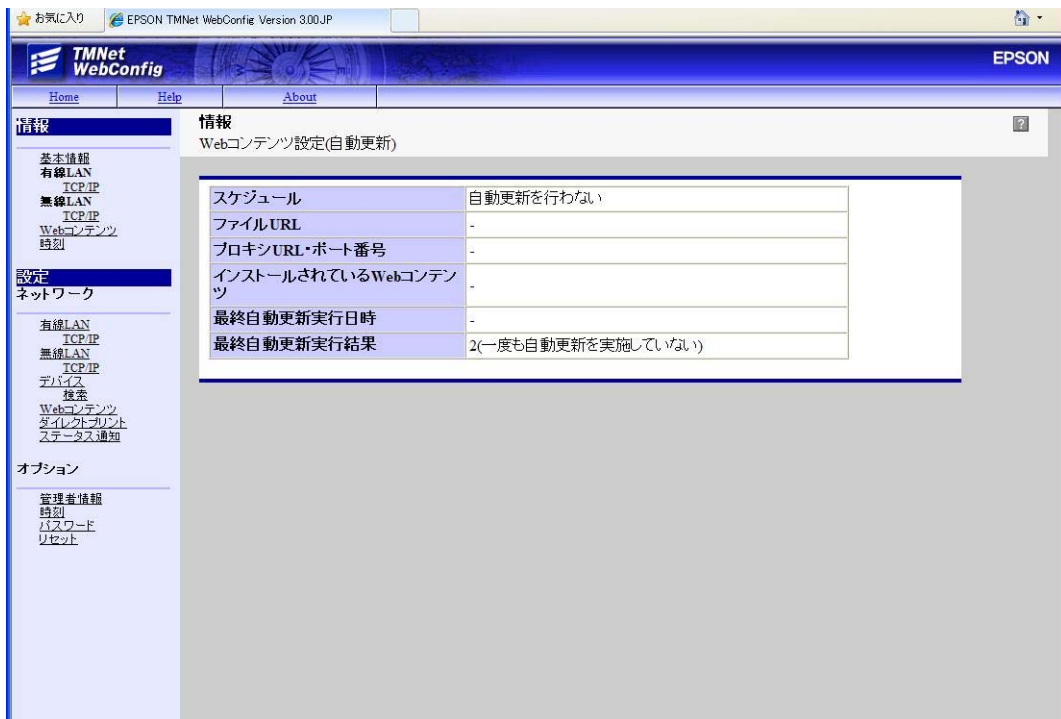 お気に入り
EPSON TMNet WebConfig Version 3.00.JP
TMNet
WebConfig
EPSON
Home
Help
About
情報
基本情報
有線LAN
TCP/IP
無線LAN
TCP/IP
Webコンテンツ
時刻
設定
ネットワーク
有線LAN
TCP/IP
無線LAN
TCP/IP
デバイス
検索
Webコンテンツ
ダイレクトプリント
ステータス通知
オプション
管理者情報
時刻
パスワード
リセット
情報
?
Webコンテンツ設定(自動更新)
スケジュール 自動更新を行わない
ファイルURL -
プロキシURL・ポート番号 -
インストールされているWebコンテン
ツ -
最終自動更新実行日時 -
最終自動更新実行結果 2(一度も自動更新を実施していない)